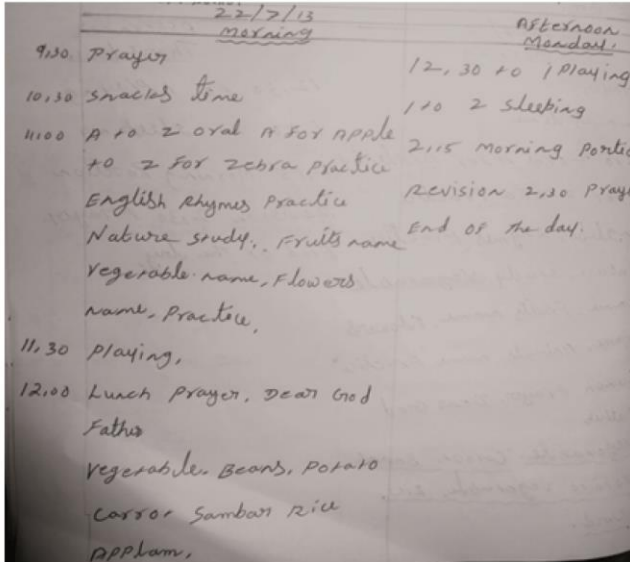 22/7/13
Morning
9.30 Prayer
10.30 Snacks time
11.00 A to Z oral A For Apple
to Z For Zebra Practice
English Rhymes Practice
Nature study, Fruits name
Vegetable name, Flowers
name, Practice,
11.30 Playing,
12.00 Lunch Prayer, Dear God
Father
Vegetable. Beans, Potato
Carror Sambar Rice
Applam,
Afternoon
Monday.
12.30 to 1 Playing
1 to 2 Sleeping
2.15 Morning Portio
Revision 2.30 Praye
End of the day.